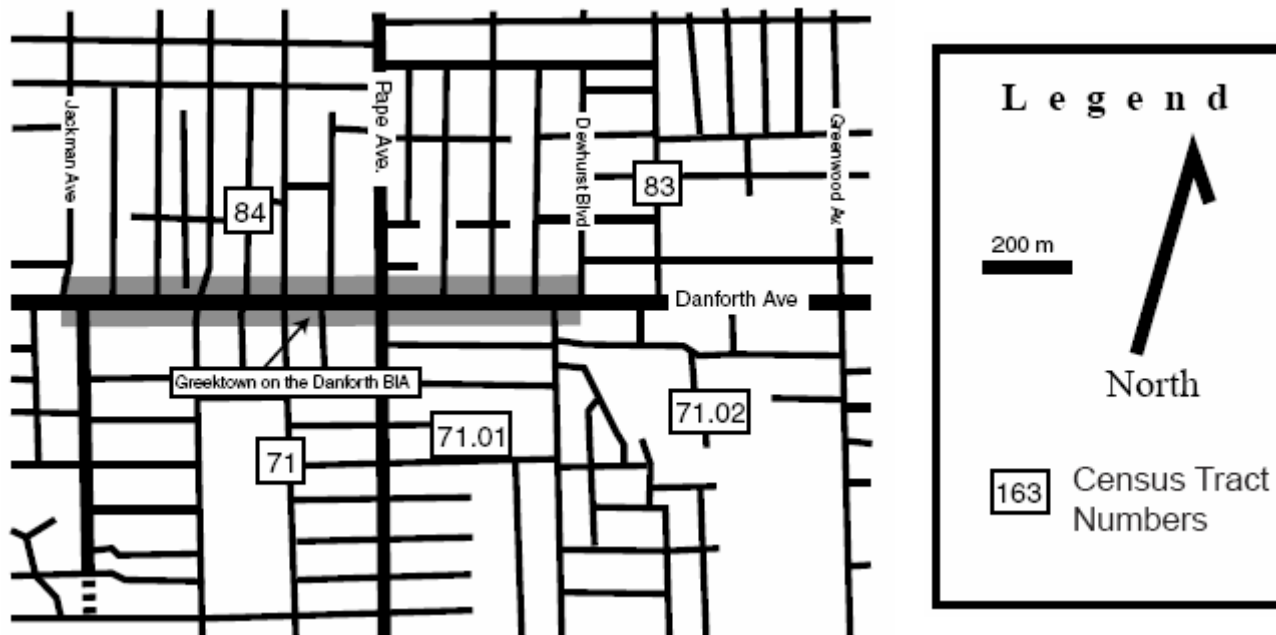 Jackman Ave
Pape Ave.
Dewhurst Blvd
Greenwood Av.
84
83
Danforth Ave
Greektown on the Danforth BIA
71
71.01
71.02
Legend
200 m
North
163
Census Tract
Numbers